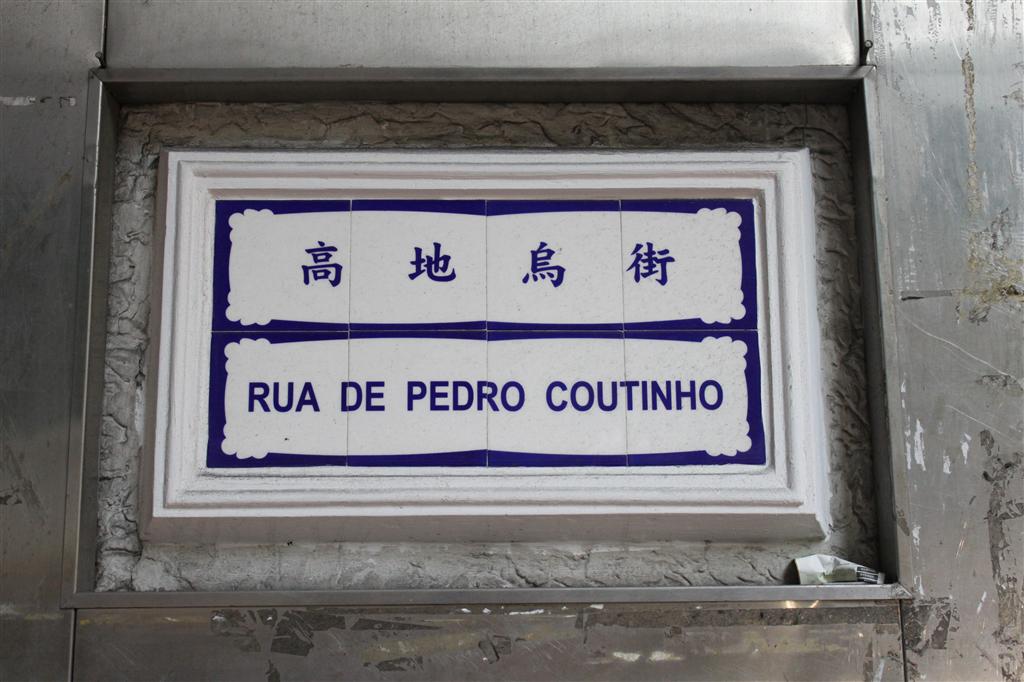 高地烏街
RUA DE PEDRO COUTINHO